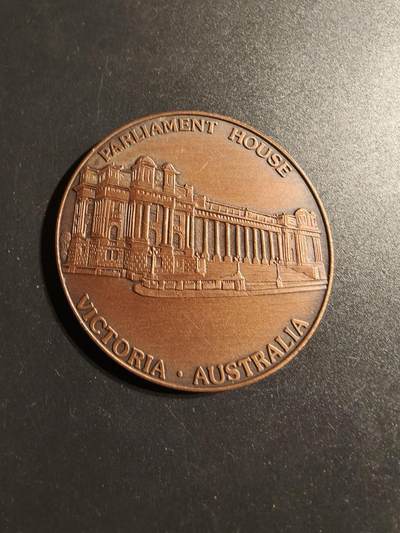 PARLIAMENT HOUSE
VICTORIA · AUSTRALIA